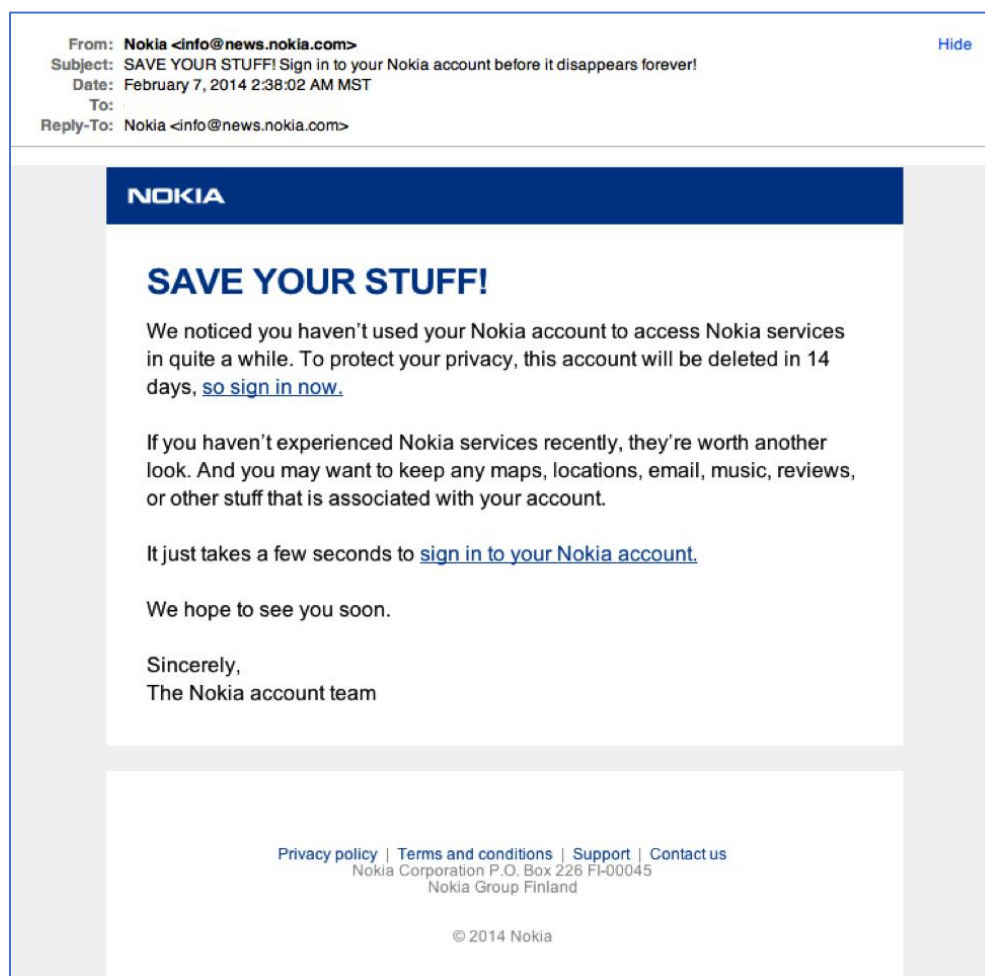 From: Nokia <info@news.nokia.com>
Hide
Subject: SAVE YOUR STUFF! Sign in to your Nokia account before it disappears forever!
Date: February 7, 2014 2:38:02 AM MST
To:
Reply-To: Nokia <info@news.nokia.com>
NOKIA
SAVE YOUR STUFF!
We noticed you haven’t used your Nokia account to access Nokia services
in quite a while. To protect your privacy, this account will be deleted in 14
days, so sign in now.
If you haven’t experienced Nokia services recently, they’re worth another
look. And you may want to keep any maps, locations, email, music, reviews,
or other stuff that is associated with your account.
It just takes a few seconds to sign in to your Nokia account.
We hope to see you soon.
Sincerely,
The Nokia account team
Privacy policy | Terms and conditions | Support | Contact us
Nokia Corporation P.O. Box 226 FI-00045
Nokia Group Finland
© 2014 Nokia